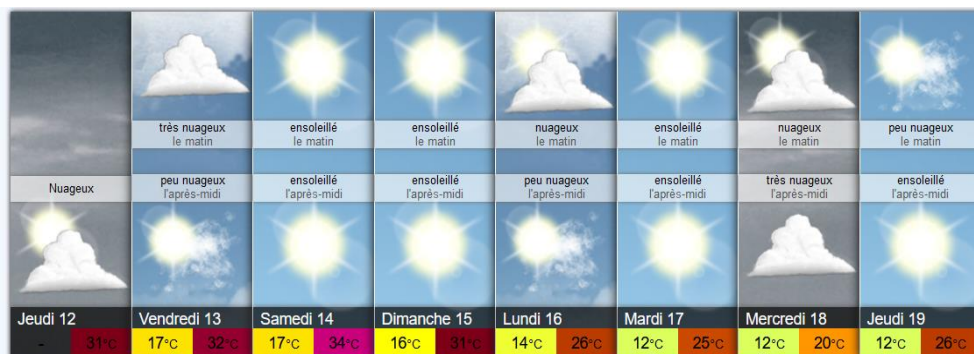 très nuageux
le matin
ensoleillé
le matin
ensoleillé
le matin
nuageux
le matin
ensoleillé
le matin
nuageux
le matin
peu nuageux
le matin
Nuageux
peu nuageux
l'après-midi
ensoleillé
l'après-midi
ensoleillé
l'après-midi
peu nuageux
l'après-midi
ensoleillé
l'après-midi
très nuageux
l'après-midi
ensoleillé
l'après-midi
Jeudi 12
Vendredi 13
Samedi 14
Dimanche 15
Lundi 16
Mardi 17
Mercredi 18
Jeudi 19
- 31°C
17°C 32°C
17°C 34°C
16°C 31°C
14°C 26°C
12°C 25°C
12°C 20°C
12°C 26°C